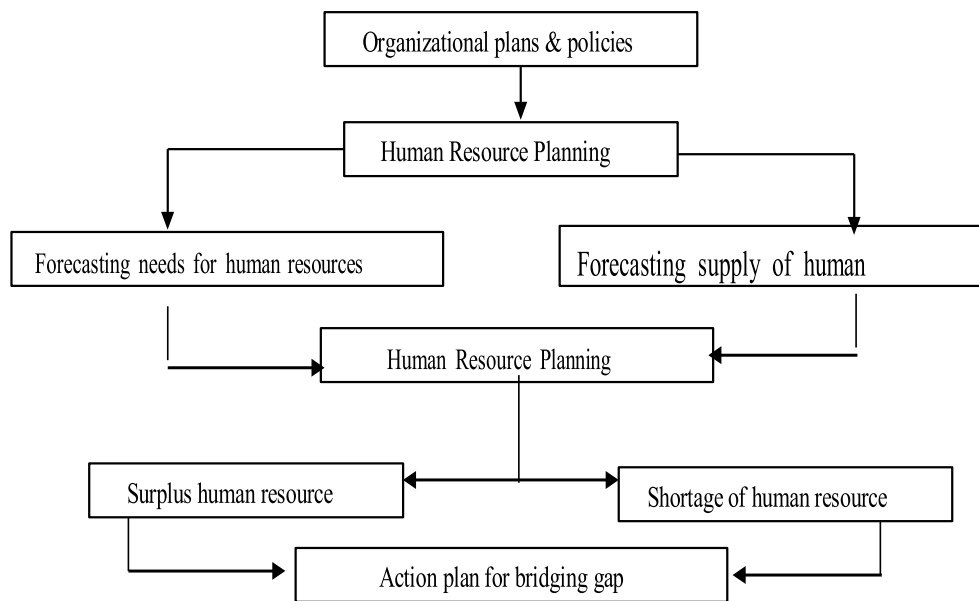 Organizational plans & policies
Human Resource Planning
Forecasting needs for human resources
Forecasting supply of human
Human Resource Planning
Surplus human resource
Shortage of human resource
Action plan for bridging gap